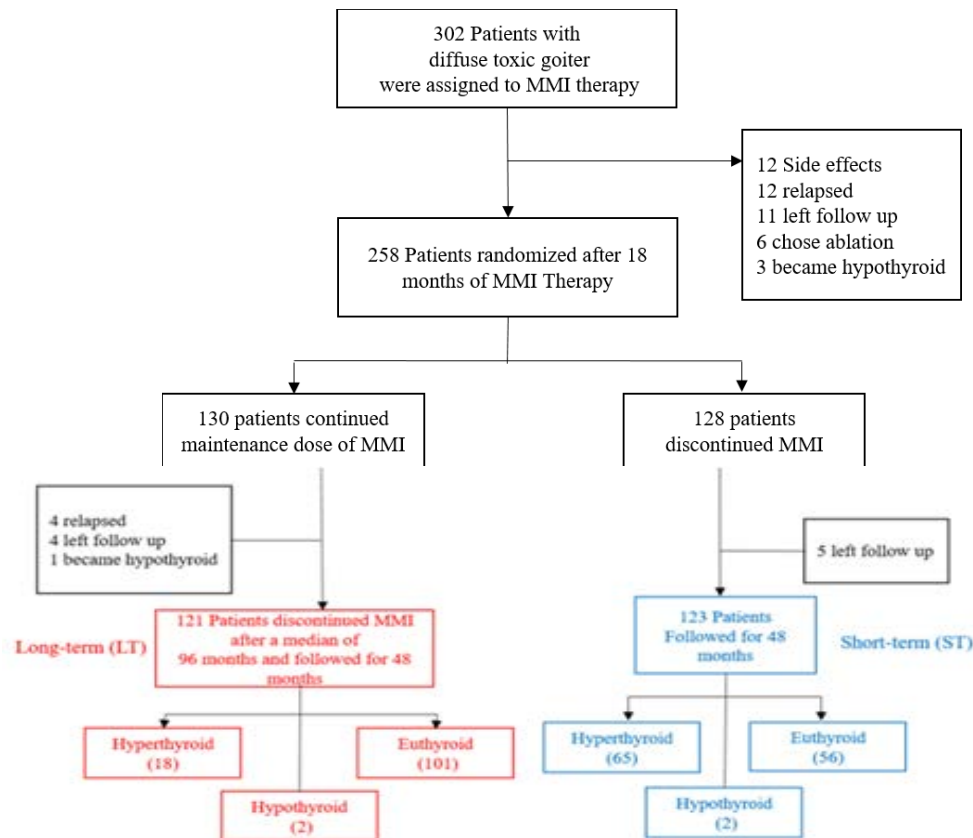 302 Patients with
diffuse toxic goiter
were assigned to MMI therapy
12 Side effects
12 relapsed
11 left follow up
6 chose ablation
3 became hypothyroid
258 Patients randomized after 18
months of MMI Therapy
130 patients continued
maintenance dose of MMI
128 patients
discontinued MMI
4 relapsed
4 left follow up
1 became hypothyroid
5 left follow up
Long-term (LT)
121 Patients discontinued MMI
after a median of
96 months and followed for 48
months
123 Patients
Followed for 48
months
Short-term (ST)
Hyperthyroid
(18)
Euthyroid
(101)
Hypothyroid
(2)
Hyperthyroid
(65)
Euthyroid
(56)
Hypothyroid
(2)